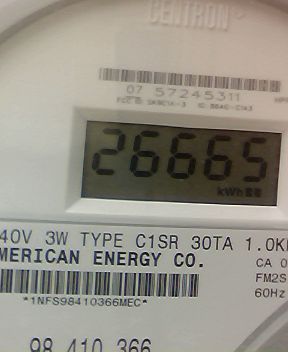 CENTRON
07 57245311
26665
kWh
40V 3W TYPE C1SR 30TA 1.0K
MERICAN ENERGY CO.
CA 0
FM2S
60Hz
*1NFS98410366MEC*
98 410 366